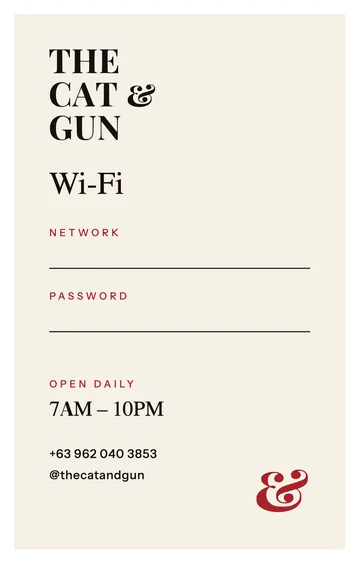 THE
CAT &
GUN
Wi-Fi
NETWORK
PASSWORD
OPEN DAILY
7AM – 10PM
+63 962 040 3853
@thecatandgun
&